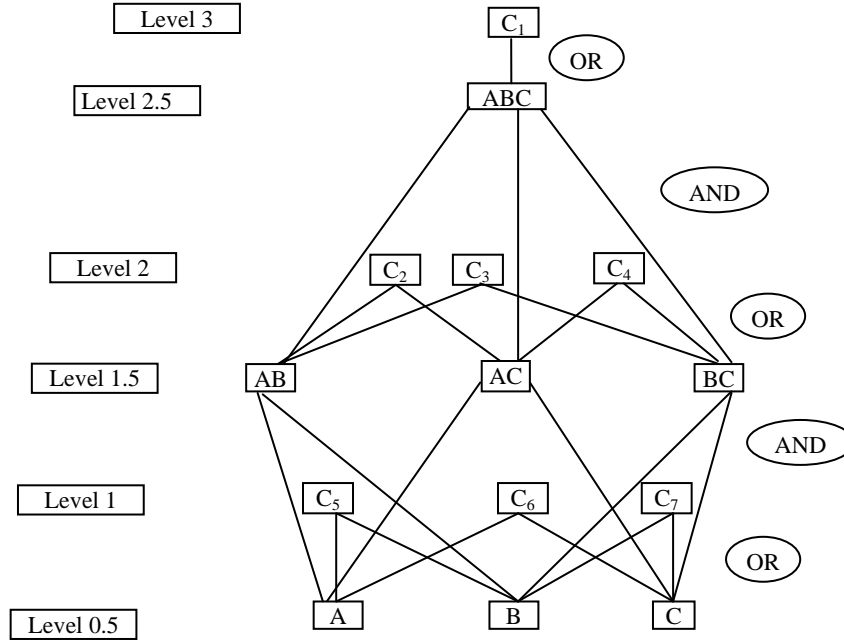 Level 3
C₁
OR
Level 2.5
ABC
AND
Level 2
C₂
C₃
C₄
OR
Level 1.5
AB
AC
BC
AND
Level 1
C₅
C₆
C₇
OR
Level 0.5
A
B
C